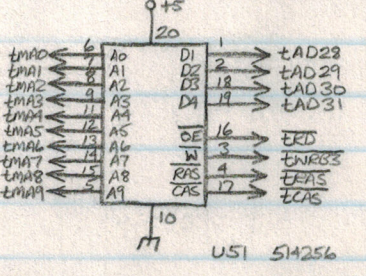 +5
20
tMA0 6 A0 D1 1 tAD28
tMA1 7 A1 D2 2 tAD29
tMA2 8 A2 D3 18 tAD30
tMA3 9 A3 D4 19 tAD31
tMA4 11 A4
tMA5 12 A5 OE 16 tRD
tMA6 13 A6 W 3 tWRB3
tMA7 14 A7
tMA8 15 A8 RAS 4 tRAS
tMA9 5 A9 CAS 17 tCAS
10
U51 514256